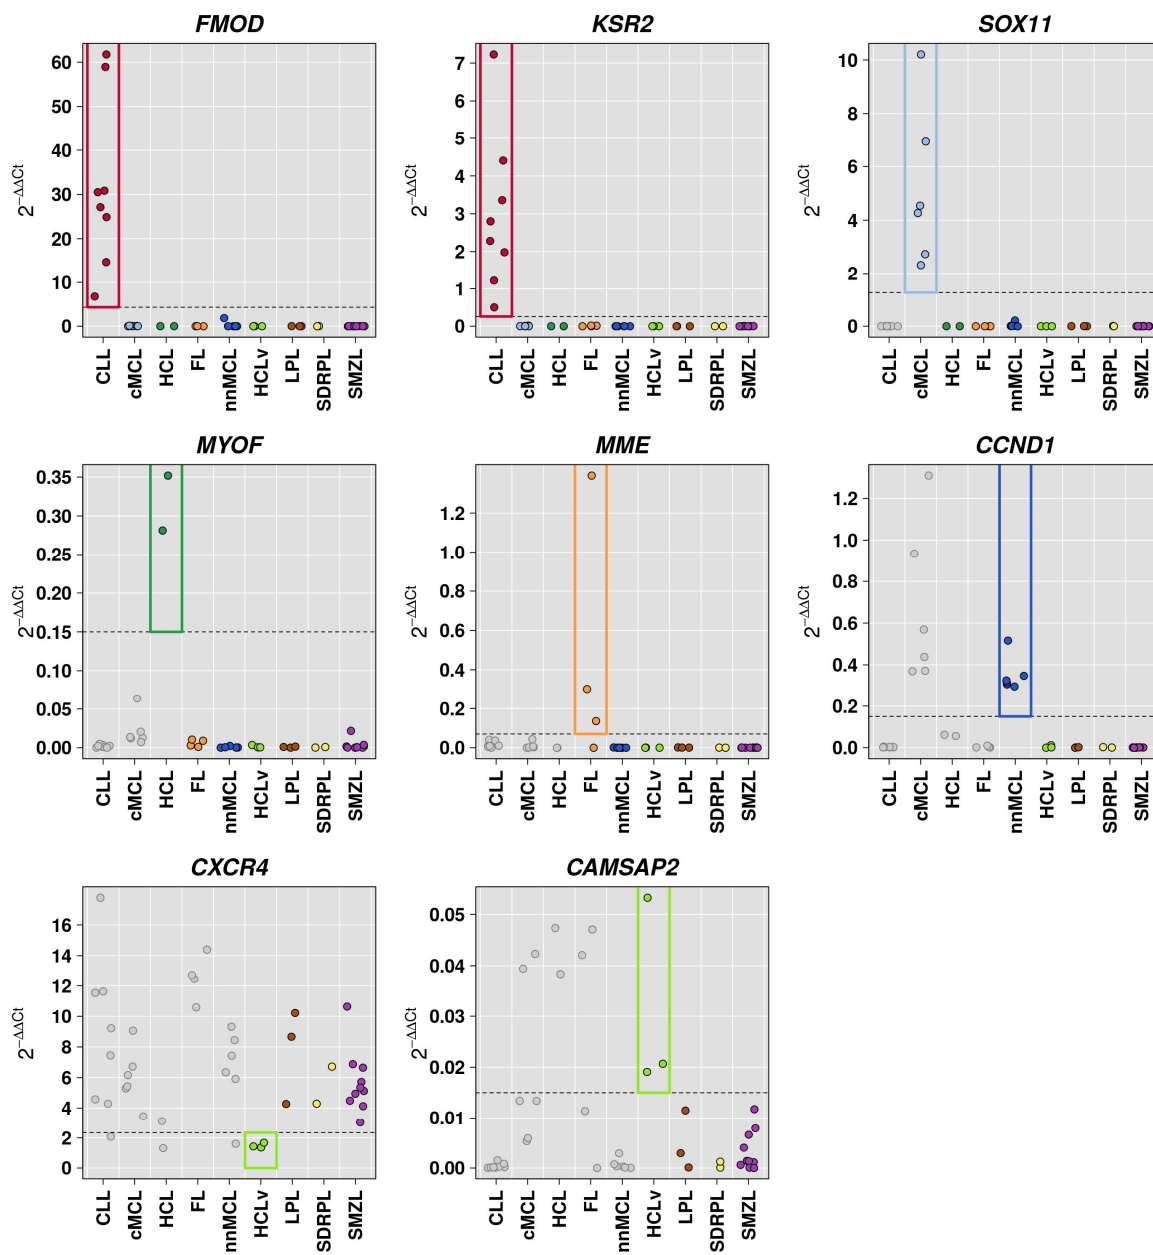 FMOD
KSR2
SOX11
60
50
40
30
20
10
0
2−ΔΔCt
CLL
cMCL
HCL
FL
nnMCL
HCLv
LPL
SDRPL
SMZL
7
6
5
4
3
2
1
0
2−ΔΔCt
CLL
cMCL
HCL
FL
nnMCL
HCLv
LPL
SDRPL
SMZL
10
8
6
4
2
0
2−ΔΔCt
CLL
cMCL
HCL
FL
nnMCL
HCLv
LPL
SDRPL
SMZL
MYOF
MME
CCND1
0.35
0.30
0.25
0.20
0.15
0.10
0.05
0.00
2−ΔΔCt
CLL
cMCL
HCL
FL
nnMCL
HCLv
LPL
SDRPL
SMZL
1.2
1.0
0.8
0.6
0.4
0.2
0.0
2−ΔΔCt
CLL
cMCL
HCL
FL
nnMCL
HCLv
LPL
SDRPL
SMZL
1.2
1.0
0.8
0.6
0.4
0.2
0.0
2−ΔΔCt
CLL
cMCL
HCL
FL
nnMCL
HCLv
LPL
SDRPL
SMZL
CXCR4
CAMSAP2
16
14
12
10
8
6
4
2
0
2−ΔΔCt
CLL
cMCL
HCL
FL
nnMCL
HCLv
LPL
SDRPL
SMZL
0.05
0.04
0.03
0.02
0.01
0.00
2−ΔΔCt
CLL
cMCL
HCL
FL
nnMCL
HCLv
LPL
SDRPL
SMZL